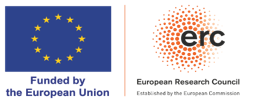 Funded by
the European Union
erc
European Research Council
Established by the European Commission